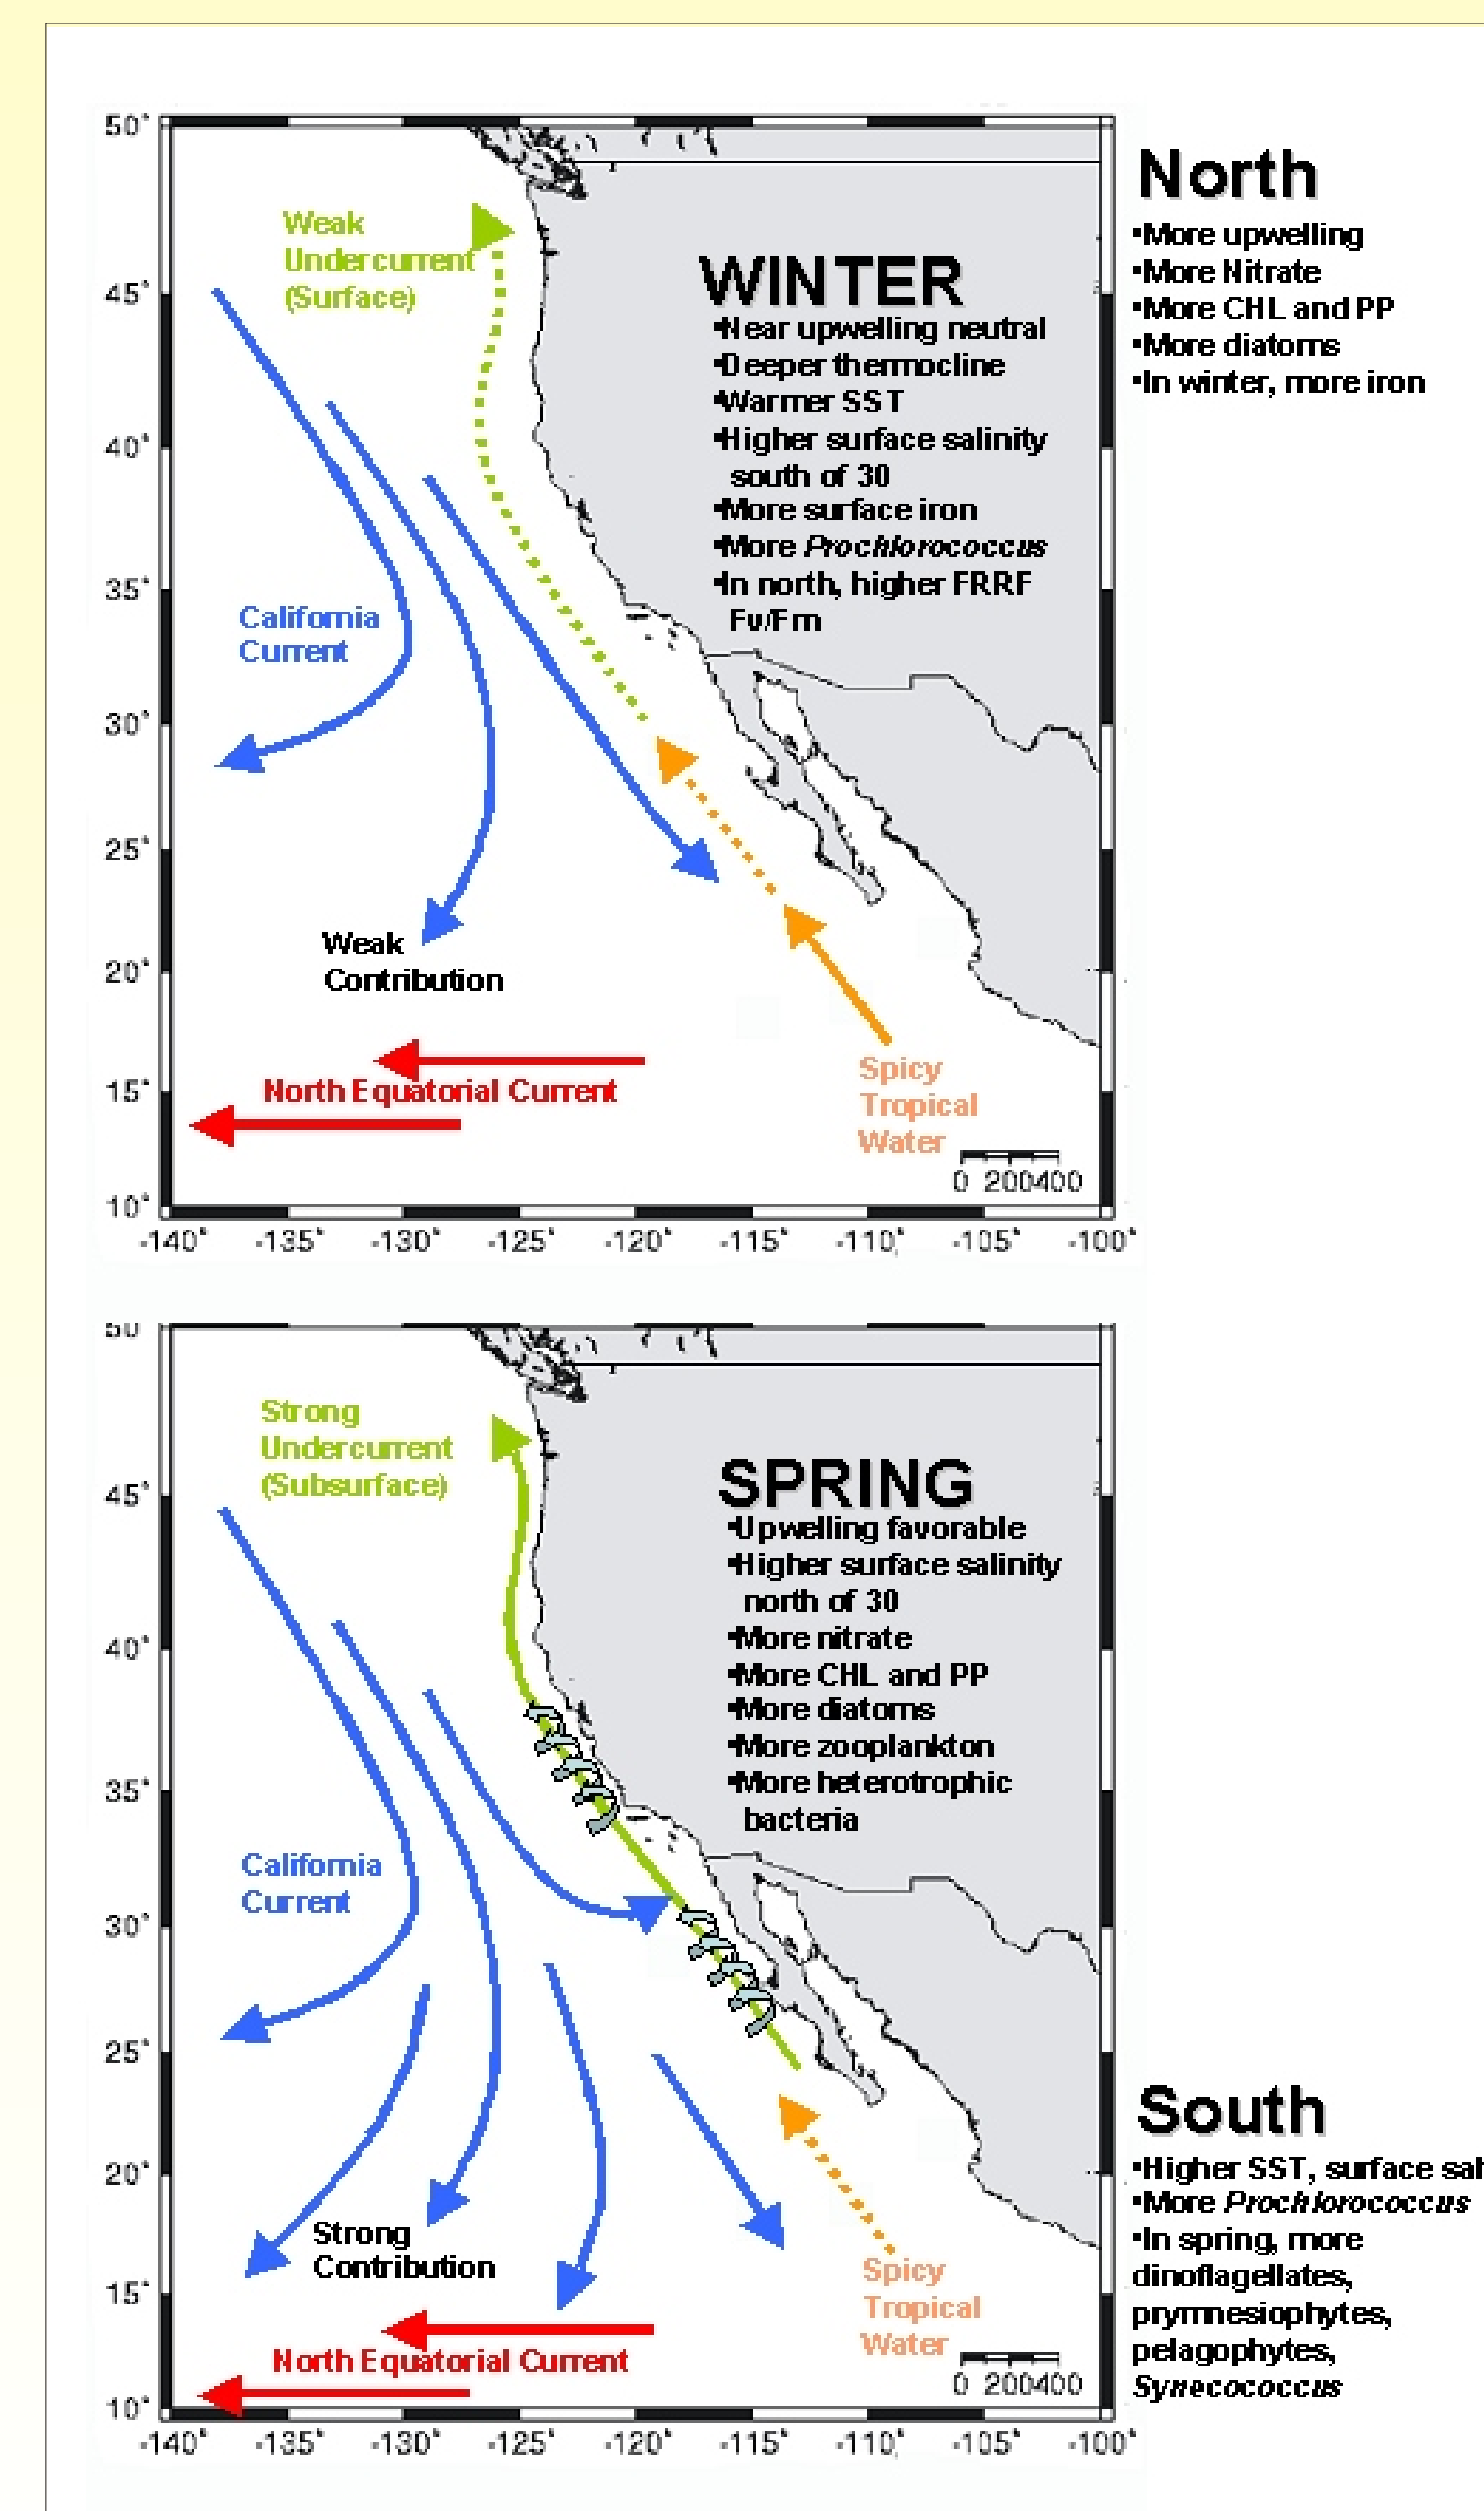 50°
45°
40°
35°
30°
25°
20°
15°
10°
-140° -135° -130° -125° -120° -115° -110° -105° -100°
Weak
Undercurrent
(Surface)
California
Current
Weak
Contribution
North Equatorial Current
Spicy
Tropical
Water
0 200400
WINTER
•Near upwelling neutral
•Deeper thermocline
•Warmer SST
•Higher surface salinity
south of 30
•More surface iron
•More Prochlorococcus
•In north, higher FRRF
Fv/Fm
North
•More upwelling
•More Nitrate
•More CHL and PP
•More diatoms
•In winter, more iron
50
45°
40°
35°
30°
25°
20°
15°
10°
-140° -135° -130° -125° -120° -115° -110° -105° -100°
Strong
Undercurrent
(Subsurface)
California
Current
Strong
Contribution
North Equatorial Current
Spicy
Tropical
Water
0 200400
SPRING
•Upwelling favorable
•Higher surface salinity
north of 30
•More nitrate
•More CHL and PP
•More diatoms
•More zooplankton
•More heterotrophic
bacteria
South
•Higher SST, surface
•More Prochlorococcus
•In spring, more
dinoflagellates,
prymnesiophytes,
pelagophytes,
Synecococcus